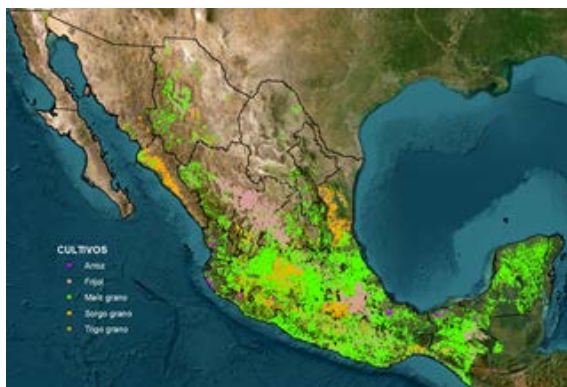 CULTIVOS
Arroz
Frijol
Maíz grano
Sorgo grano
Trigo grano